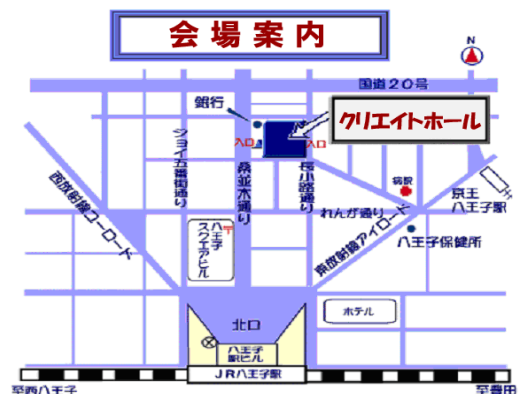 会場案内
N
国道20号
銀行
クリエイトホール
入口
入口
ジョイ五番街通り
桑並木通り
桜小路通り
病院
京王
八王子駅
西放射線ユーロード
れんが通り
東放射線アイロード
八王子保健所
八王子
スクエアビル
〒
北口
ホテル
八王子
駅ビル
JR八王子駅
至西八王子
至豊田